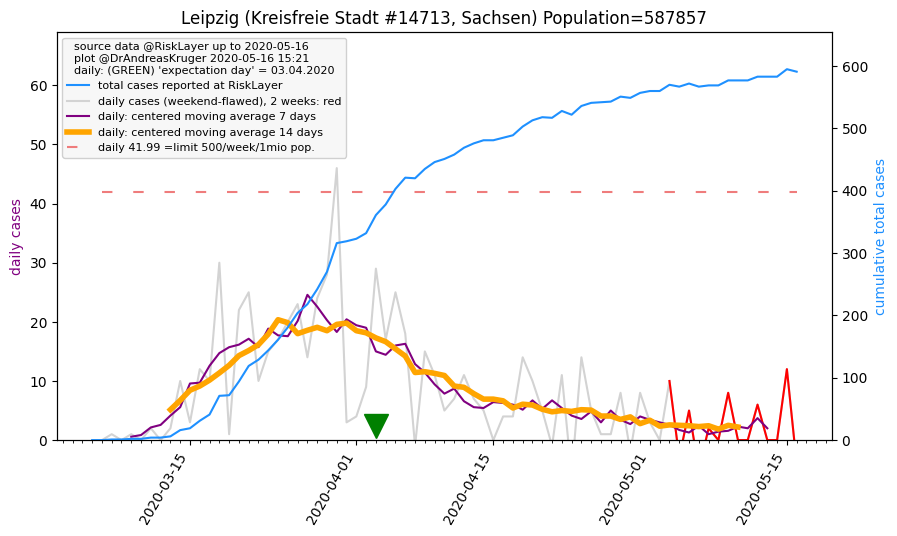 Leipzig (Kreisfreie Stadt #14713, Sachsen) Population=587857
source data @RiskLayer up to 2020-05-16
plot @DrAndreasKruger 2020-05-16 15:21
daily: (GREEN) 'expectation day' = 03.04.2020
total cases reported at RiskLayer
daily cases (weekend-flawed), 2 weeks: red
daily: centered moving average 7 days
daily: centered moving average 14 days
daily 41.99 =limit 500/week/1mio pop.
daily cases
60
50
40
30
20
10
0
cumulative total cases
600
500
400
300
200
100
0
2020-03-15
2020-04-01
2020-04-15
2020-05-01
2020-05-15